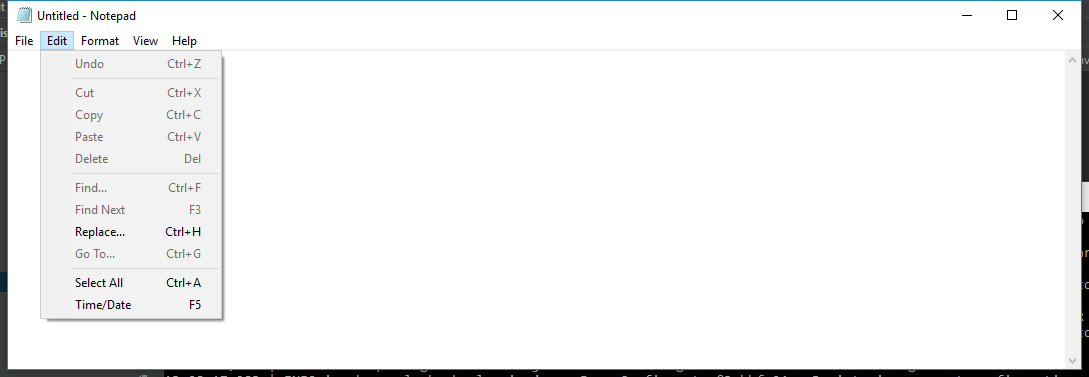 Untitled - Notepad
File Edit Format View Help
Undo Ctrl+Z
Cut Ctrl+X
Copy Ctrl+C
Paste Ctrl+V
Delete Del
Find... Ctrl+F
Find Next F3
Replace... Ctrl+H
Go To... Ctrl+G
Select All Ctrl+A
Time/Date F5